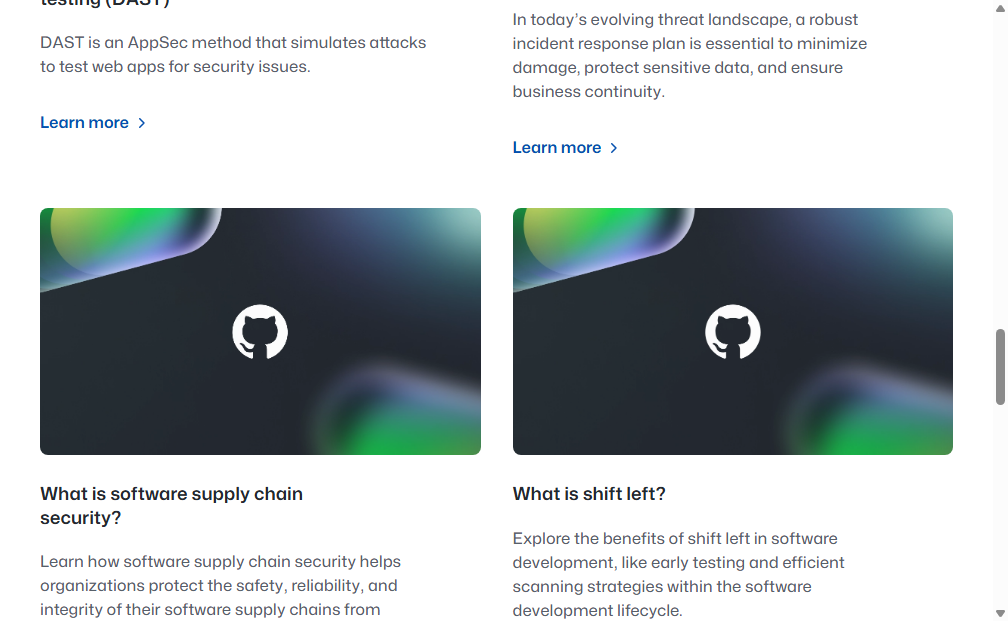 testing (DAST)
DAST is an AppSec method that simulates attacks
to test web apps for security issues.
Learn more
In today's evolving threat landscape, a robust
incident response plan is essential to minimize
damage, protect sensitive data, and ensure
business continuity.
Learn more
What is software supply chain
security?
Learn how software supply chain security helps
organizations protect the safety, reliability, and
integrity of their software supply chains from
What is shift left?
Explore the benefits of shift left in software
development, like early testing and efficient
scanning strategies within the software
development lifecycle.